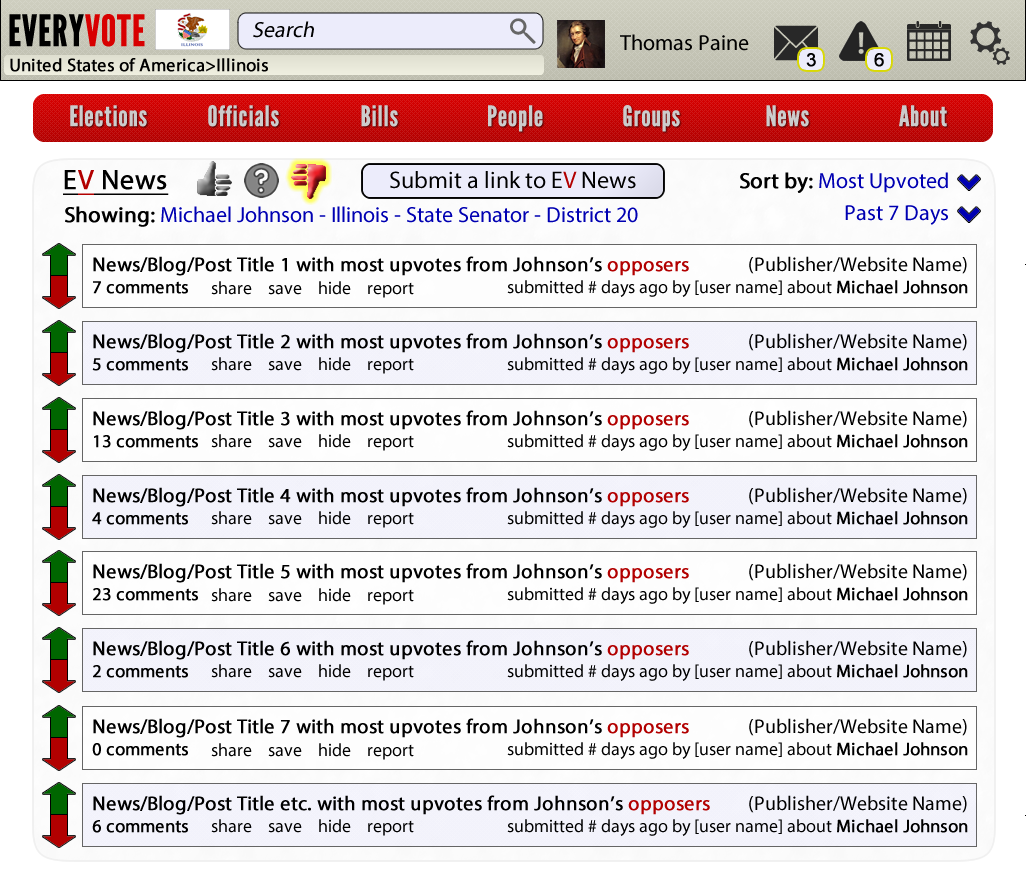 EVERYVOTE
ILLINOIS
Search
Thomas Paine
3
6
United States of America>Illinois
Elections Officials Bills People Groups News About
EV News
?
Submit a link to EV News
Sort by: Most Upvoted
Showing: Michael Johnson - Illinois - State Senator - District 20
Past 7 Days
News/Blog/Post Title 1 with most upvotes from Johnson's opposers (Publisher/Website Name)
7 comments share save hide report submitted # days ago by [user name] about Michael Johnson
News/Blog/Post Title 2 with most upvotes from Johnson's opposers (Publisher/Website Name)
5 comments share save hide report submitted # days ago by [user name] about Michael Johnson
News/Blog/Post Title 3 with most upvotes from Johnson's opposers (Publisher/Website Name)
13 comments share save hide report submitted # days ago by [user name] about Michael Johnson
News/Blog/Post Title 4 with most upvotes from Johnson's opposers (Publisher/Website Name)
4 comments share save hide report submitted # days ago by [user name] about Michael Johnson
News/Blog/Post Title 5 with most upvotes from Johnson's opposers (Publisher/Website Name)
23 comments share save hide report submitted # days ago by [user name] about Michael Johnson
News/Blog/Post Title 6 with most upvotes from Johnson's opposers (Publisher/Website Name)
2 comments share save hide report submitted # days ago by [user name] about Michael Johnson
News/Blog/Post Title 7 with most upvotes from Johnson's opposers (Publisher/Website Name)
0 comments share save hide report submitted # days ago by [user name] about Michael Johnson
News/Blog/Post Title etc. with most upvotes from Johnson's opposers (Publisher/Website Name)
6 comments share save hide report submitted # days ago by [user name] about Michael Johnson